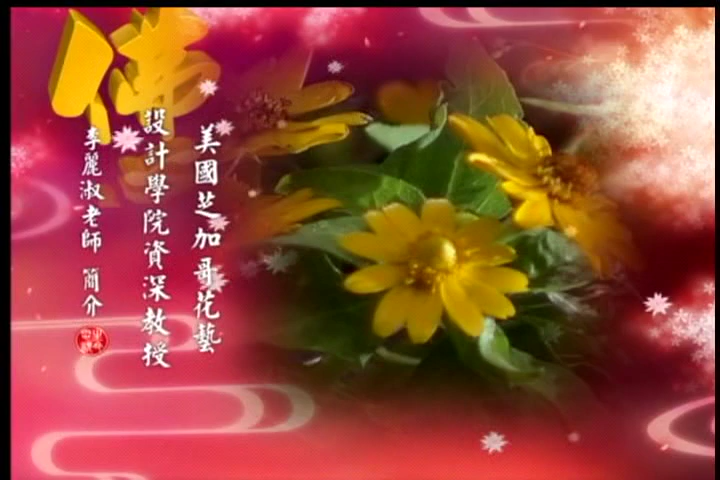 佛
美國芝加哥花藝
設計學院資深教授
李麗淑老師 簡介